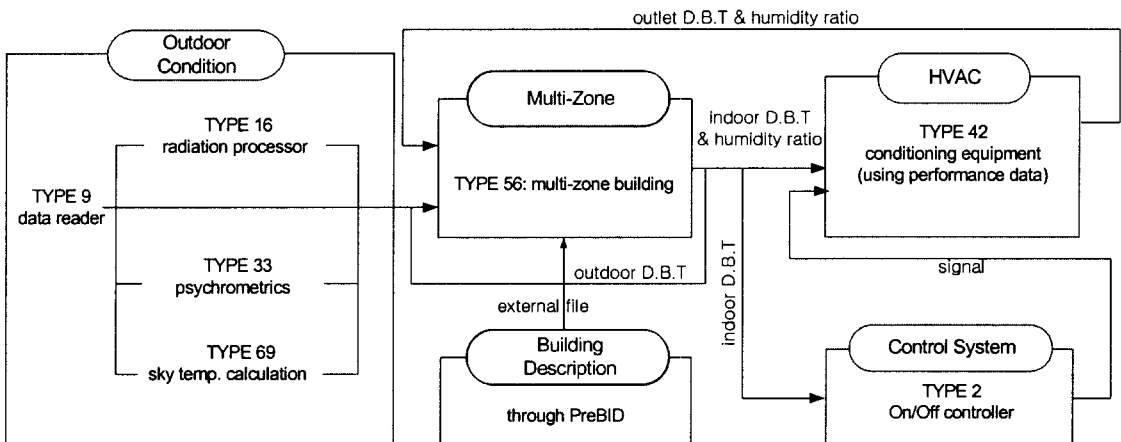 outlet D.B.T & humidity ratio
Outdoor
Condition
TYPE 16
radiation processor
TYPE 9
data reader
TYPE 33
psychrometrics
TYPE 69
sky temp. calculation
Multi-Zone
TYPE 56: multi-zone building
indoor D.B.T
& humidity ratio
HVAC
TYPE 42
conditioning equipment
(using performance data)
outdoor D.B.T
external file
indoor D.B.T
signal
Building
Description
through PreBID
Control System
TYPE 2
On/Off controller